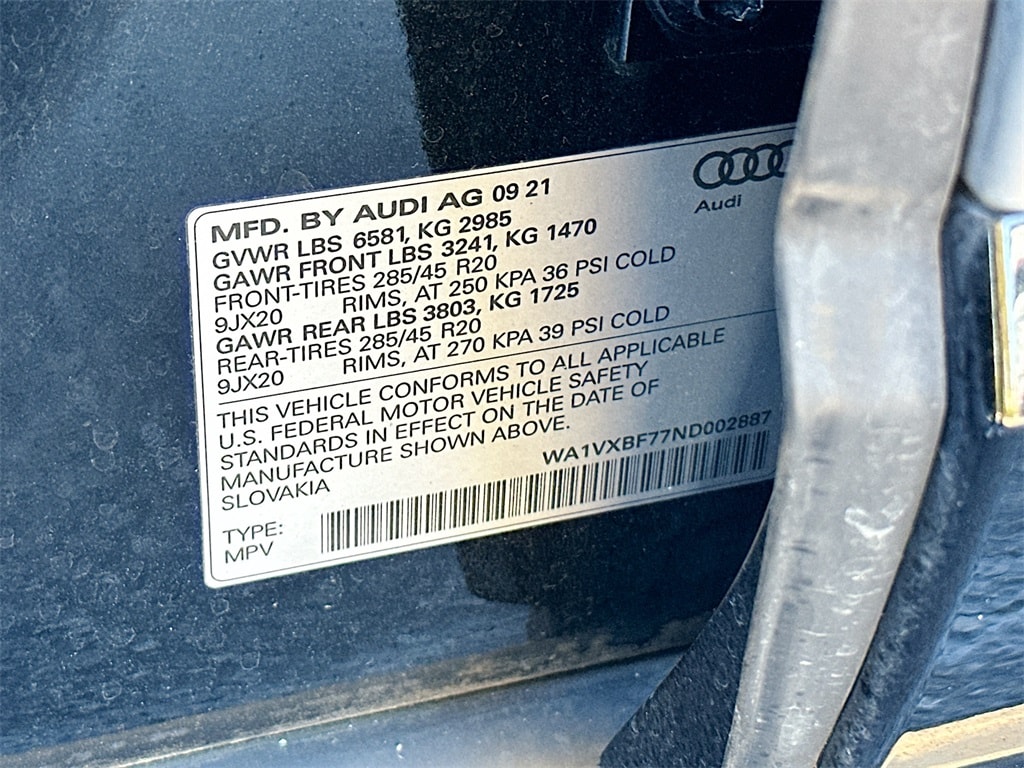 Audi
MFD. BY AUDI AG 09 21
GVWR LBS 6581, KG 2985
GAWR FRONT LBS 3241, KG 1470
FRONT-TIRES 285/45 R20
9JX20 RIMS, AT 250 KPA 36 PSI COLD
GAWR REAR LBS 3803, KG 1725
REAR-TIRES 285/45 R20
9JX20 RIMS, AT 270 KPA 39 PSI COLD
THIS VEHICLE CONFORMS TO ALL APPLICABLE
U.S. FEDERAL MOTOR VEHICLE SAFETY
STANDARDS IN EFFECT ON THE DATE OF
MANUFACTURE SHOWN ABOVE.
SLOVAKIA
WA1VXBF77ND002887
TYPE:
MPV